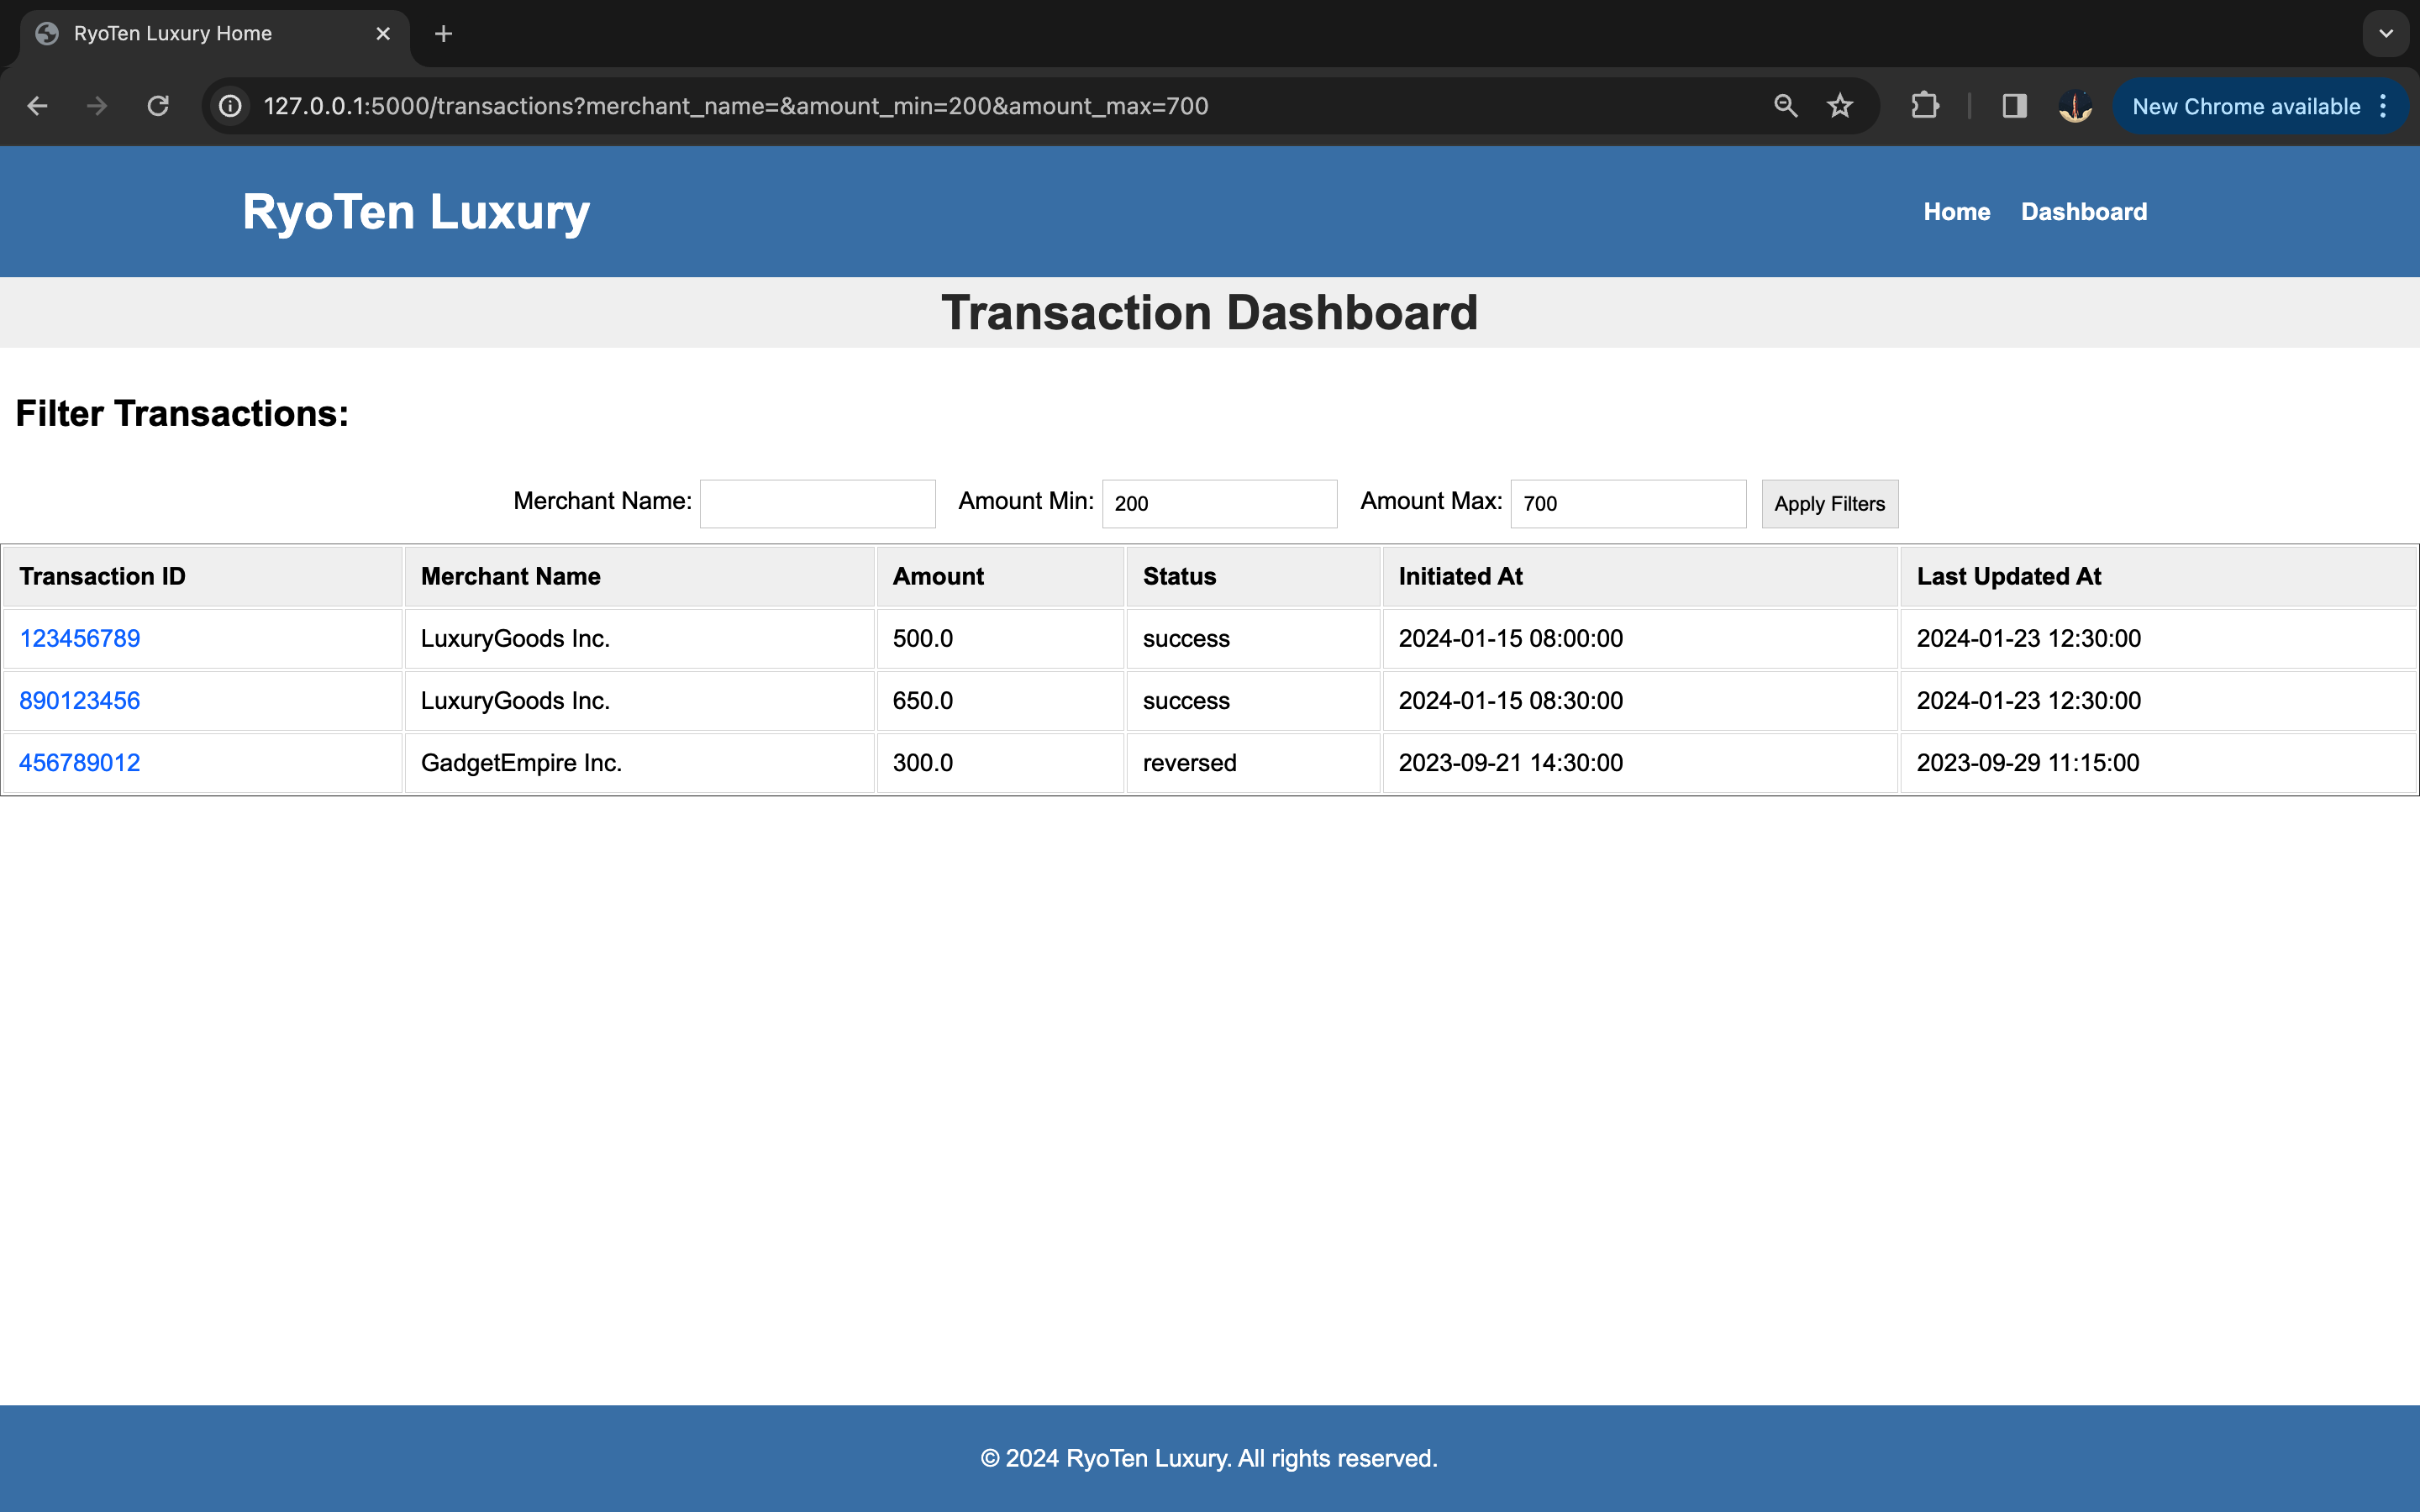 RyoTen Luxury Home
127.0.0.1:5000/transactions?merchant_name=&amount_min=200&amount_max=700
New Chrome available
RyoTen Luxury
Home Dashboard
Transaction Dashboard
Filter Transactions:
Merchant Name: Amount Min: 200 Amount Max: 700 Apply Filters
Transaction ID Merchant Name Amount Status Initiated At Last Updated At
123456789 LuxuryGoods Inc. 500.0 success 2024-01-15 08:00:00 2024-01-23 12:30:00
890123456 LuxuryGoods Inc. 650.0 success 2024-01-15 08:30:00 2024-01-23 12:30:00
456789012 GadgetEmpire Inc. 300.0 reversed 2023-09-21 14:30:00 2023-09-29 11:15:00
© 2024 RyoTen Luxury. All rights reserved.